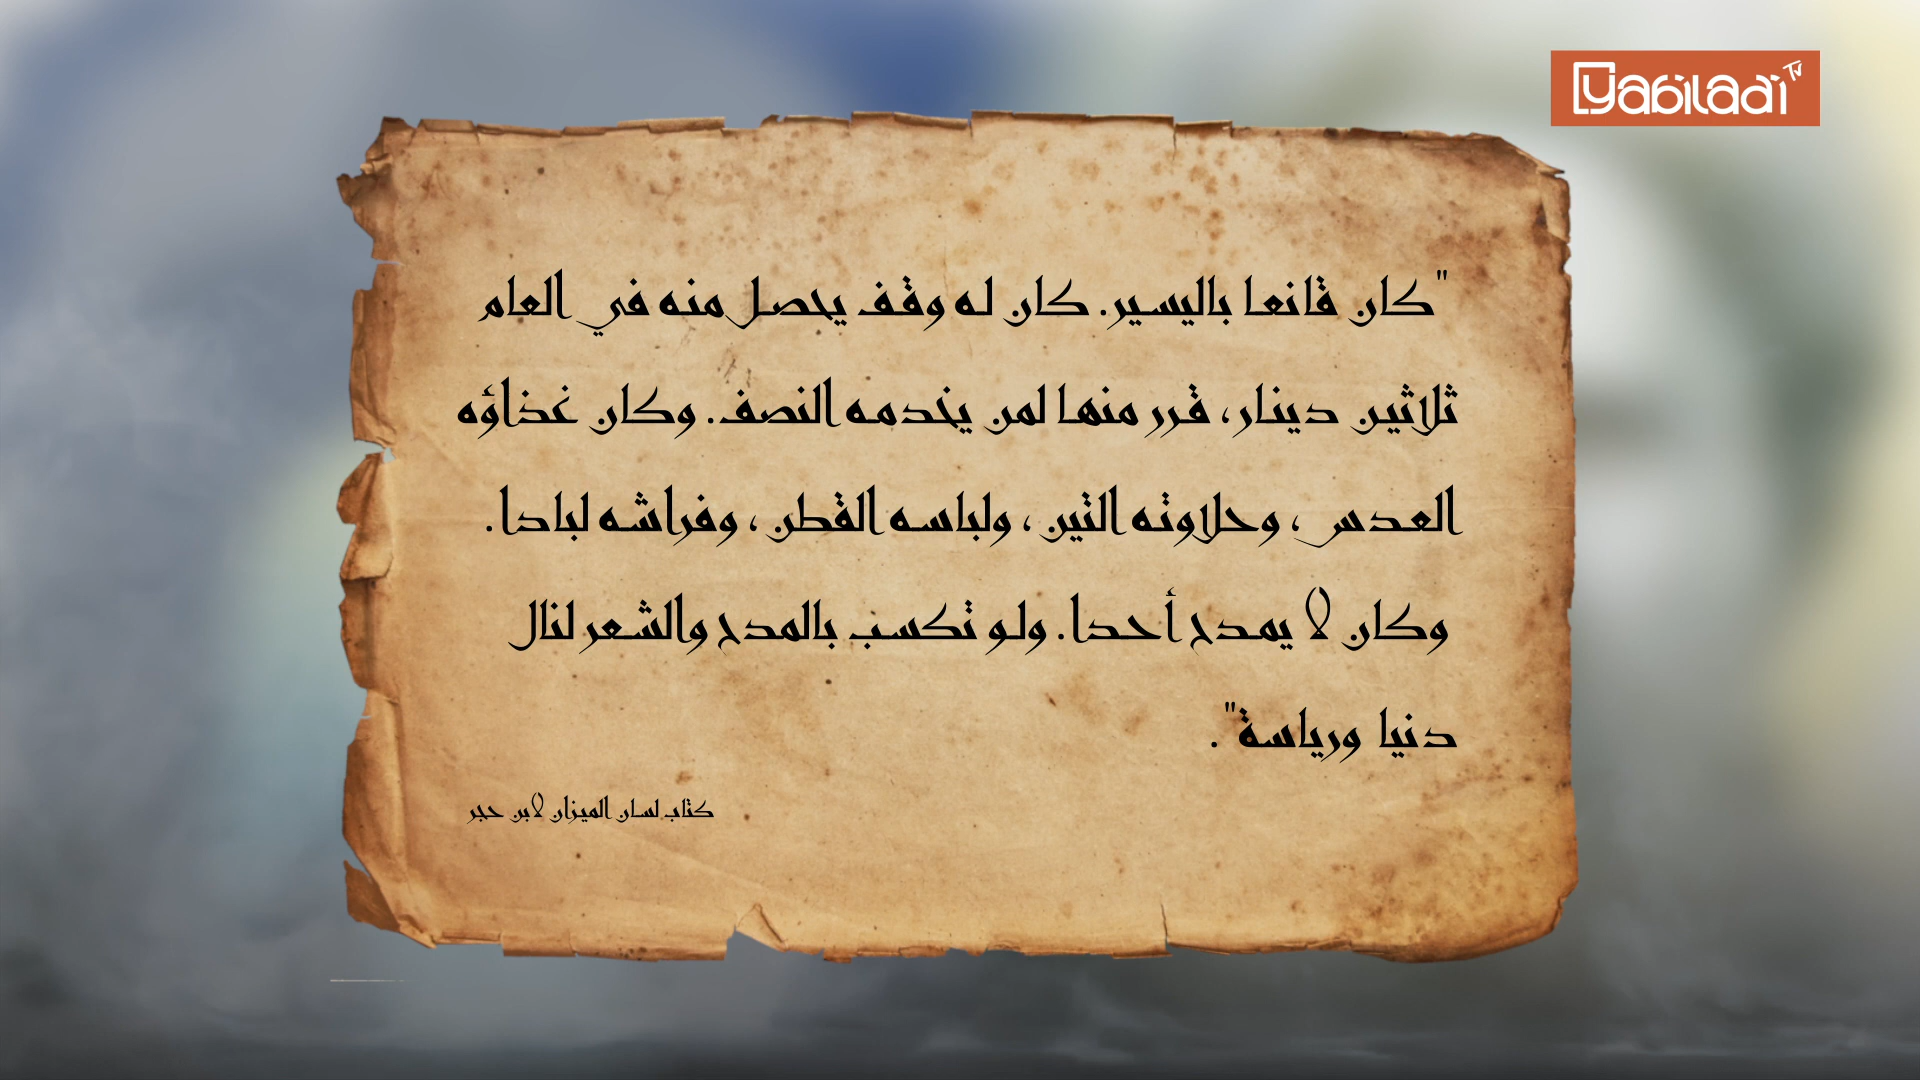 Yabiladi TV
"كان قانعا باليسير. كان له وقف يحصل منه في العام
ثلاثين دينار، قرر منها لمن يخدمه النصف. وكان غذاؤه
العدس، وحلاوته التين، ولباسه القطن، وفراشه لبادا.
وكان لا يمدح أحدا. ولو تكسب بالمدح والشعر لنال
دنيا ورياسة".
كتاب لسان الميزان لابن حجر